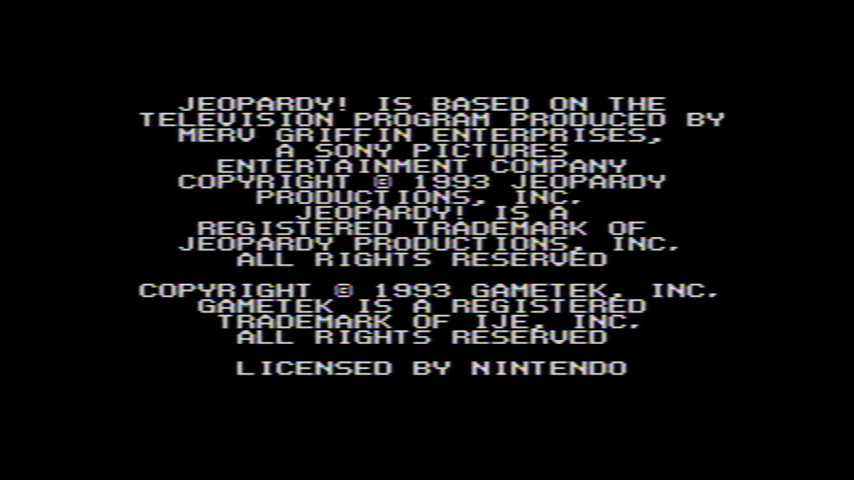 JEOPARDY! IS BASED ON THE
TELEVISION PROGRAM PRODUCED BY
MERV GRIFFIN ENTERPRISES,
A SONY PICTURES
ENTERTAINMENT COMPANY
COPYRIGHT © 1993 JEOPARDY
PRODUCTIONS, INC.
JEOPARDY! IS A
REGISTERED TRADEMARK OF
JEOPARDY PRODUCTIONS, INC.
ALL RIGHTS RESERVED
COPYRIGHT © 1993 GAMETEK, INC.
GAMETEK IS A REGISTERED
TRADEMARK OF IJE, INC.
ALL RIGHTS RESERVED
LICENSED BY NINTENDO